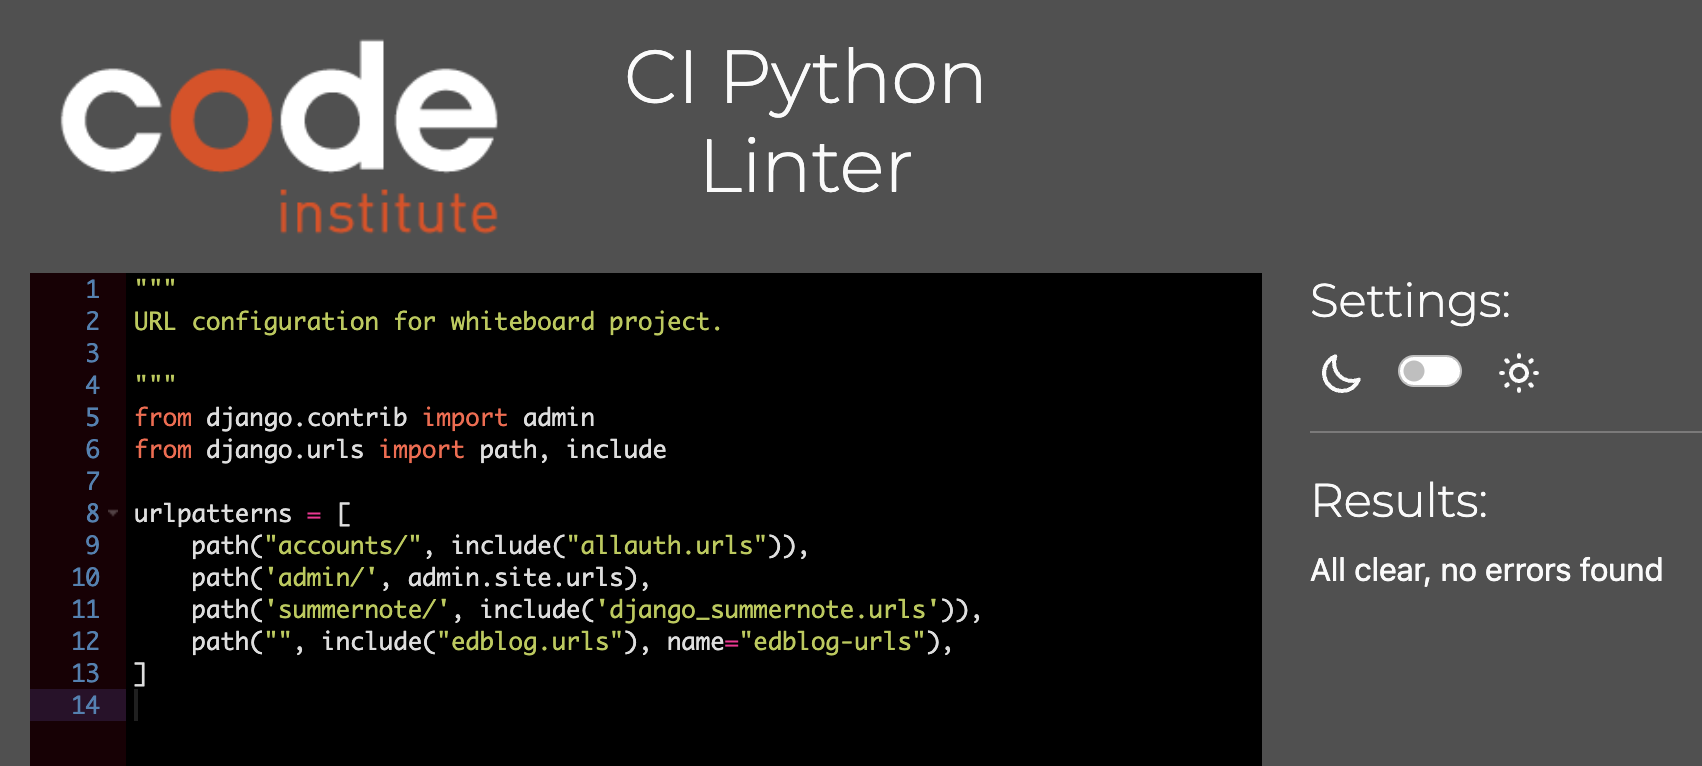 code
institute
CI Python
Linter
1 """
2 URL configuration for whiteboard project.
3
4 """
5 from django.contrib import admin
6 from django.urls import path, include
7
8 urlpatterns = [
9     path("accounts/", include("allauth.urls")),
10     path('admin/', admin.site.urls),
11     path('summernote/', include('django_summernote.urls')),
12     path("", include("edblog.urls"), name="edblog-urls"),
13 ]
14
Settings:
Results:
All clear, no errors found